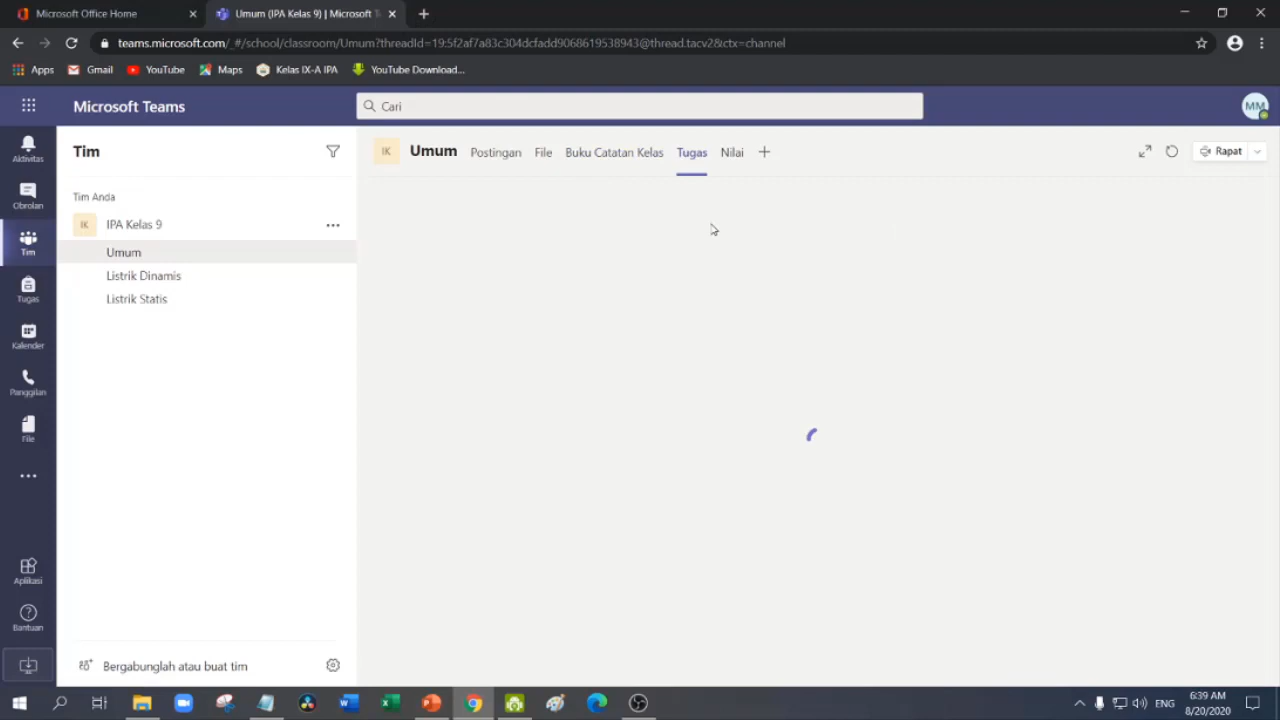 Microsoft Office Home
Umum (IPA Kelas 9) | Microsoft T
teams.microsoft.com/_#/school/classroom/Umum?threadId=19:5f2af7a83c304dcfadd9068619538943@thread.tacv2&ctx=channel
Apps
Gmail
YouTube
Maps
Kelas IX-A IPA
YouTube Download...
Microsoft Teams
Cari
MM
Aktivitas
Obrolan
Tim
Tugas
Kalender
Panggilan
File
Aplikasi
Bantuan
Tim
Tim Anda
IK IPA Kelas 9
Umum
Listrik Dinamis
Listrik Statis
Bergabunglah atau buat tim
IK Umum Postingan File Buku Catatan Kelas Tugas Nilai
Rapat
ENG
6:39 AM
8/20/2020